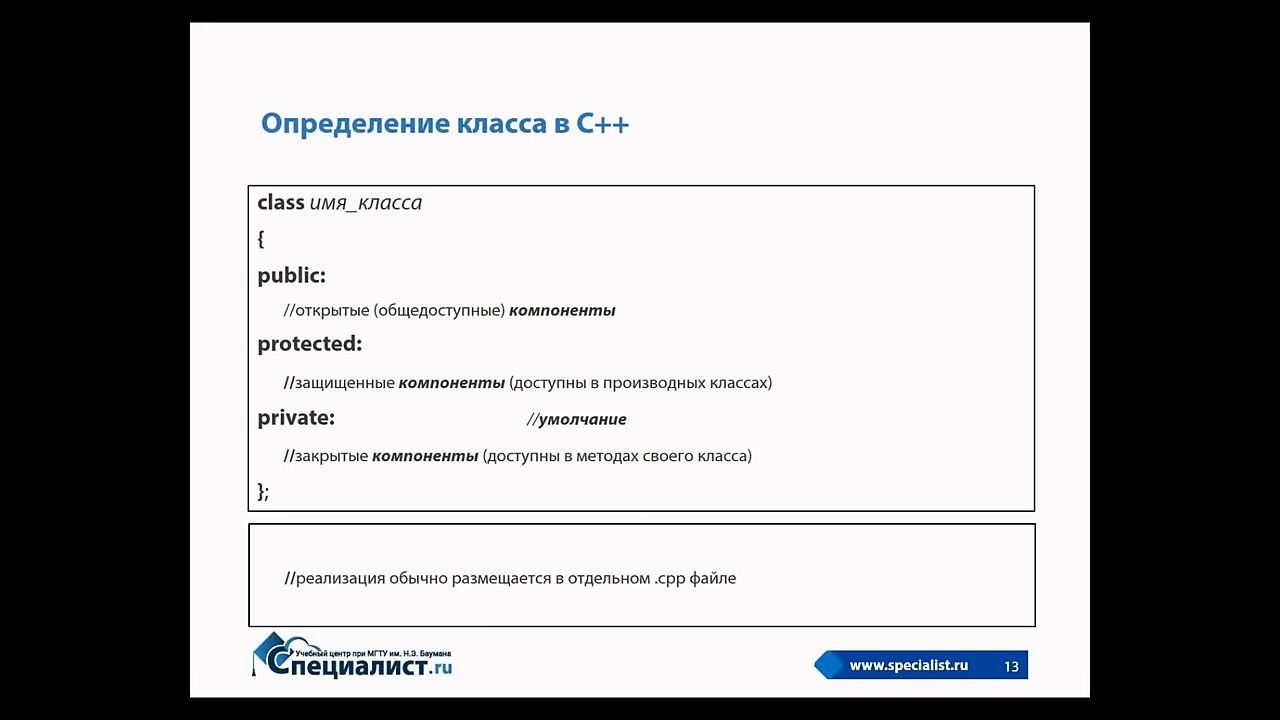 Определение класса в C++
class имя_класса
{
public:
//открытые (общедоступные) компоненты
protected:
//защищенные компоненты (доступны в производных классах)
private: //умолчание
//закрытые компоненты (доступны в методах своего класса)
};
//реализация обычно размещается в отдельном .cpp файле
Учебный центр при МГТУ им. Н.Э. Баумана
Специалист.ru
www.specialist.ru 13